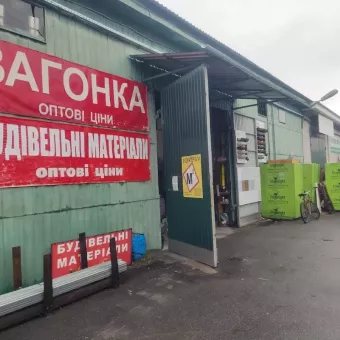 ВАГОНКА
ОПТОВІ ЦІНИ
БУДІВЕЛЬНІ МАТЕРІАЛИ
ОПТОВІ ЦІНИ
БУДІВЕЛЬНІ
МАТЕРІАЛИ
М